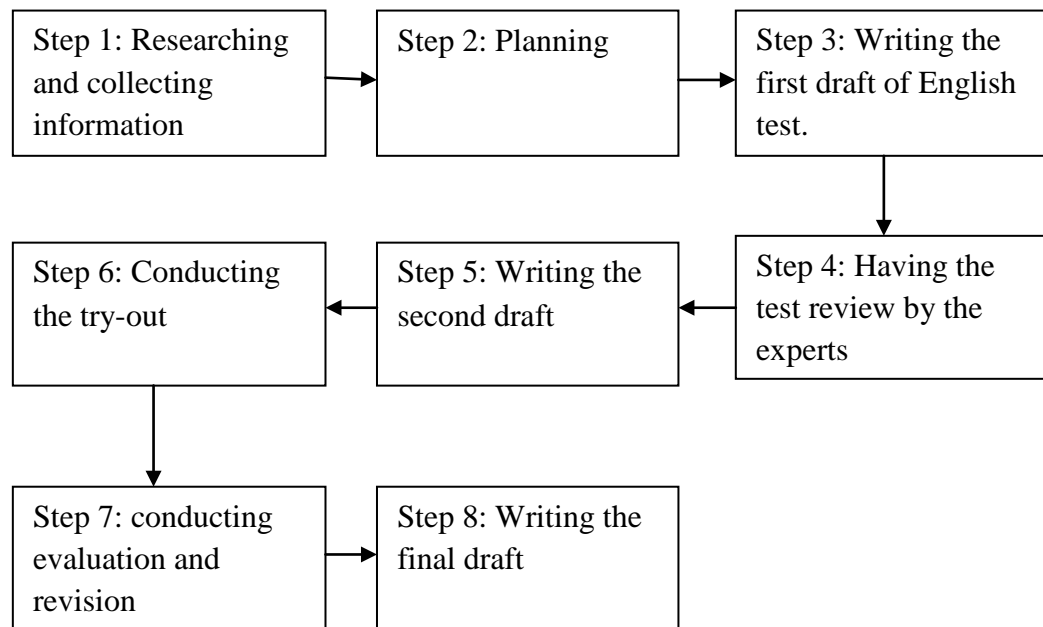 Step 1: Researching
and collecting
information
Step 2: Planning
Step 3: Writing the
first draft of English
test.
Step 4: Having the
test review by the
experts
Step 5: Writing the
second draft
Step 6: Conducting
the try-out
Step 7: conducting
evaluation and
revision
Step 8: Writing the
final draft